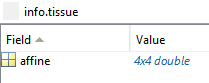 info.tissue
Field Value
affine 4x4 double